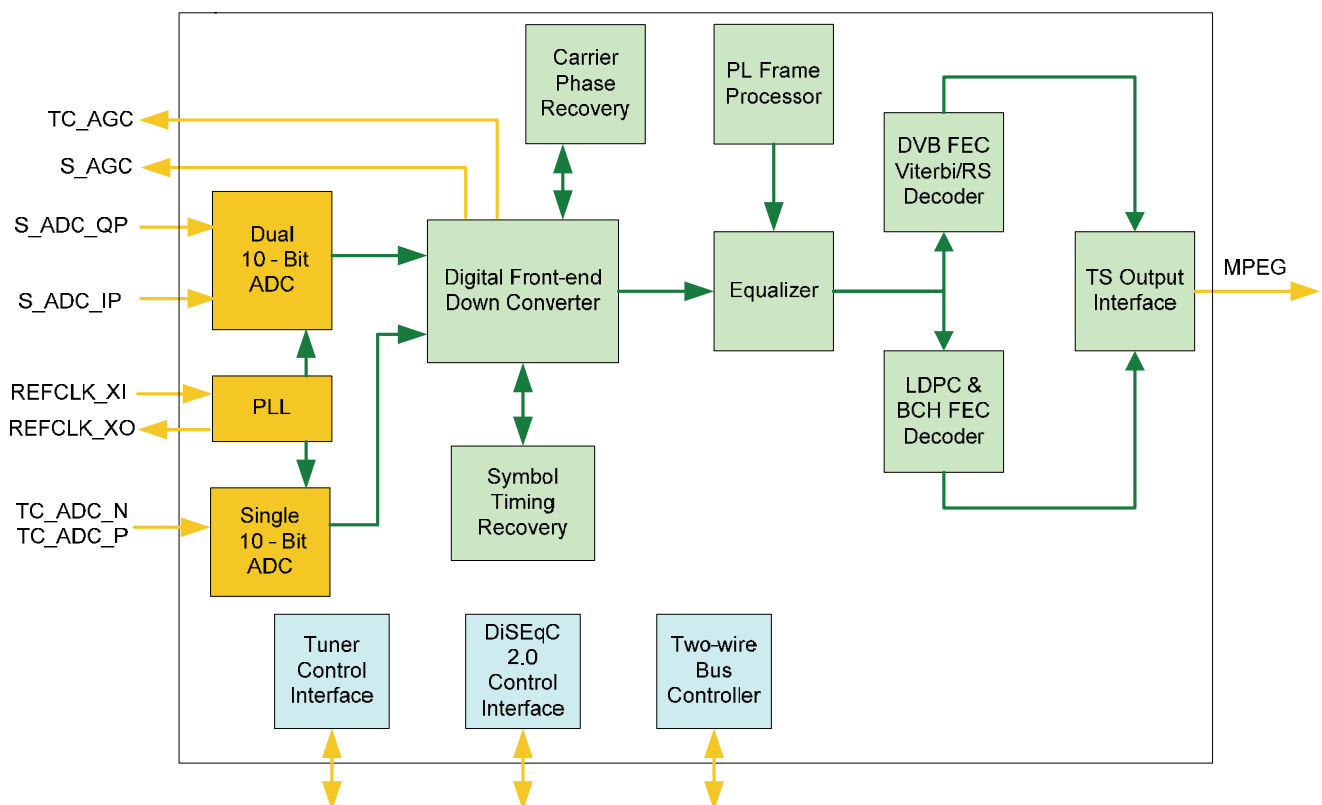 Carrier
Phase
Recovery
PL Frame
Processor
TC_AGC
S_AGC
DVB FEC
Viterbi/RS
Decoder
S_ADC_QP
S_ADC_IP
Dual
10 - Bit
ADC
Digital Front-end
Down Converter
Equalizer
TS Output
Interface
MPEG
REFCLK_XI
REFCLK_XO
PLL
LDPC &
BCH FEC
Decoder
TC_ADC_N
TC_ADC_P
Single
10 - Bit
ADC
Symbol
Timing
Recovery
Tuner
Control
Interface
DiSEqC
2.0
Control
Interface
Two-wire
Bus
Controller